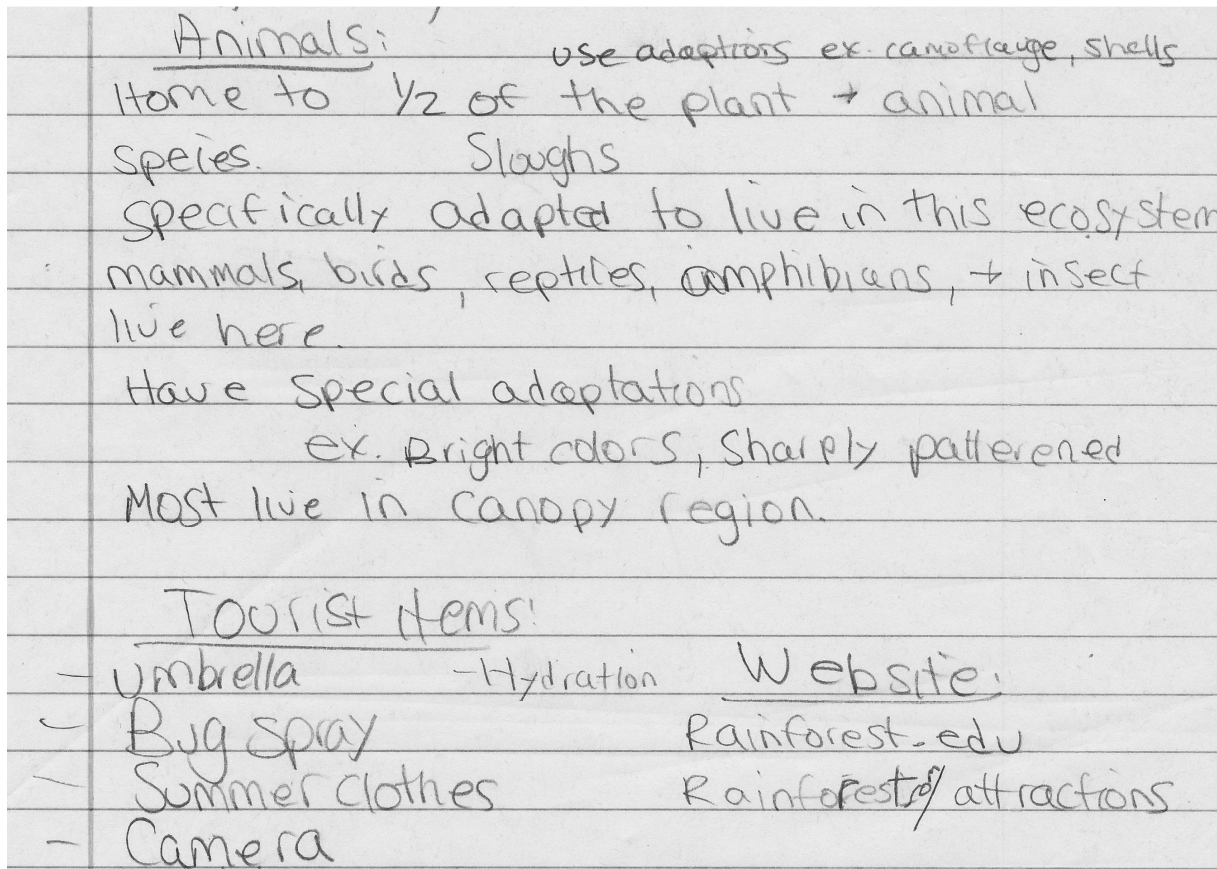 Animals:
use adaptiors ex. camoflauge, shells
Home to 1/2 of the plant + animal
speies. Sloughs
specifically adapted to live in this ecosystem
mammals, birds, reptiles, amphibians, + insect
live here.
Have special adaptations
ex. Bright colors, Sharply patterened
Most live in canopy region.
Tourist items:
- Umbrella - Hydration
- Bug spray
- Summer clothes
- Camera
Website:
Rainforest.edu
Rainforest / attractions